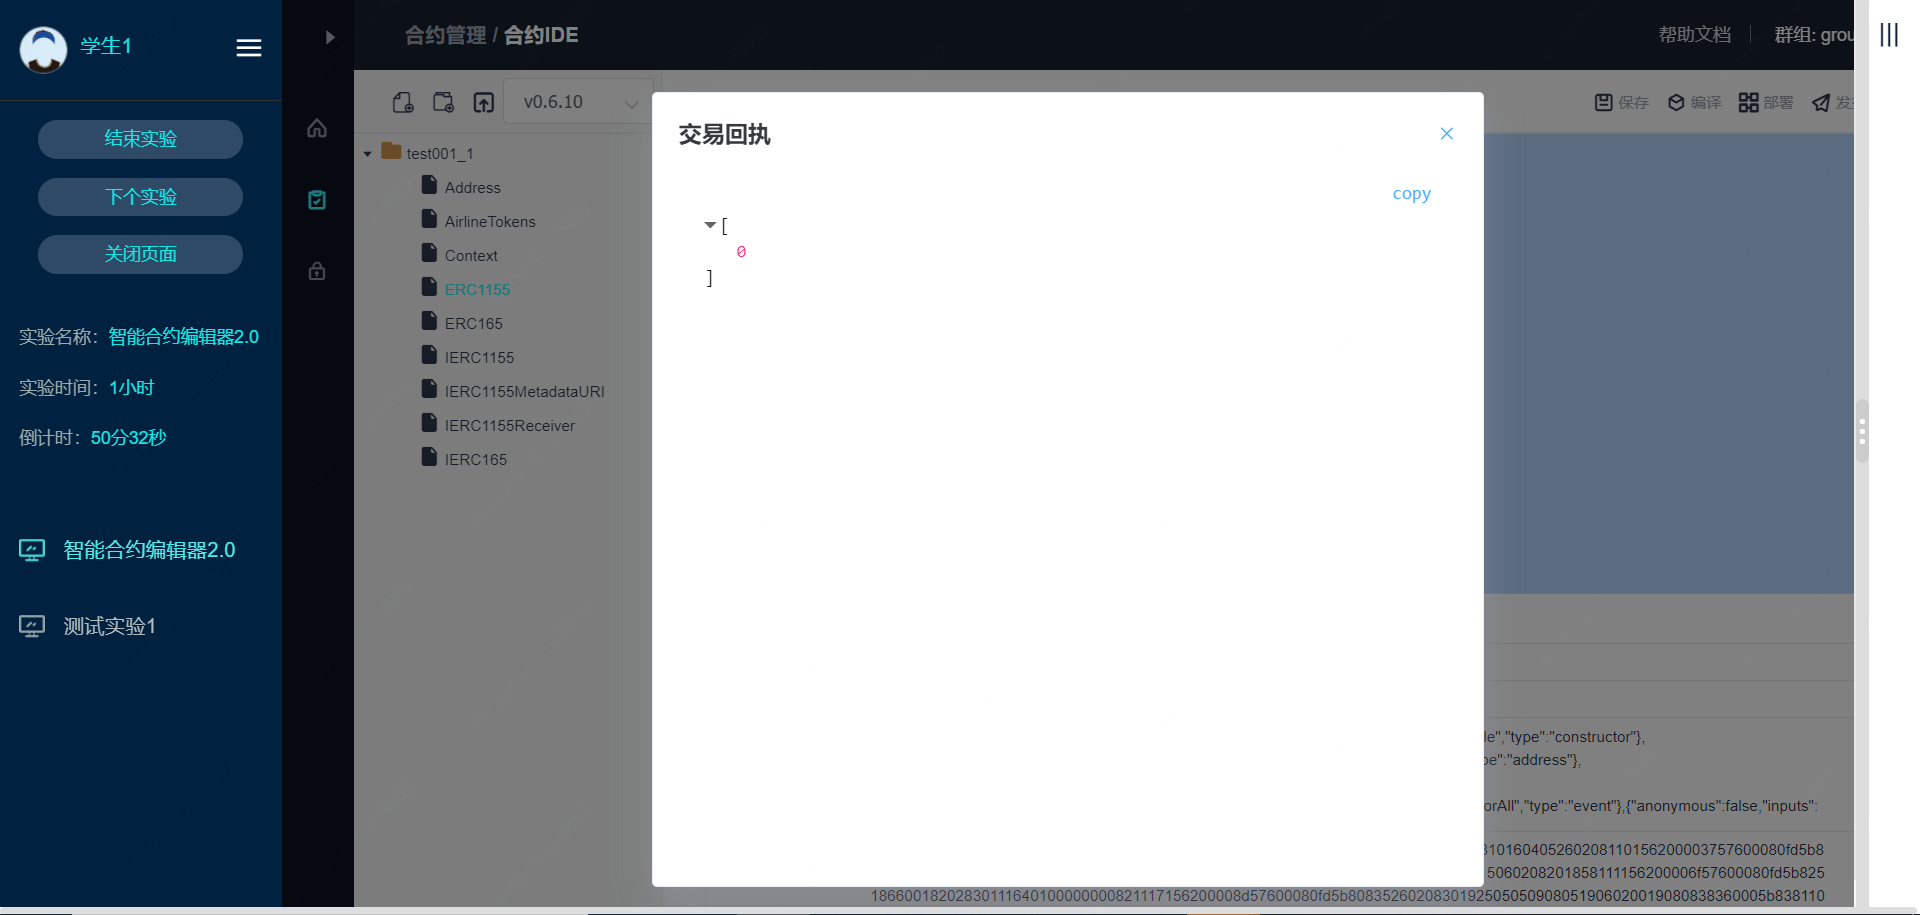 学生1
结束实验
下个实验
关闭页面
实验名称：智能合约编辑器2.0
实验时间：1小时
倒计时：50分32秒
智能合约编辑器2.0
测试实验1
合约管理 / 合约IDE
帮助文档
群组: grou
v0.6.10
保存
编译
部署
发
test001_1
Address
AirlineTokens
Context
ERC1155
ERC165
IERC1155
IERC1155MetadataURI
IERC1155Receiver
IERC165
交易回执
copy
[
0
]
le","type":"constructor"},
pe":"address"},
orAll","type":"event"},{"anonymous":false,"inputs":
3101604052602081101562000037576000​80fd5b8
5060208201858111156200006f57600080fd5b825
186600182028301116401000000008211171562​00008d57600080fd5b8083526020830192505050908051906020019080838360005b838110